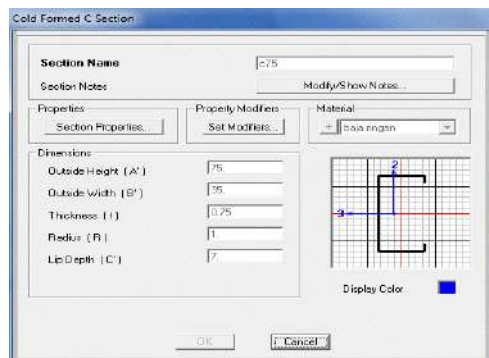 Cold Formed C Section
Section Name c75
Section Notes Modify/Show Notes...
Properties Property Modifiers Material
Section Properties... Set Modifiers... + baja ringan
Dimensions
Outside Height ( A' ) 75.
Outside Width ( B' ) 35.
Thickness ( t ) 0.75
Radius ( R ) 1.
Lip Depth ( C' ) 7.
2
3
Display Color
OK Cancel